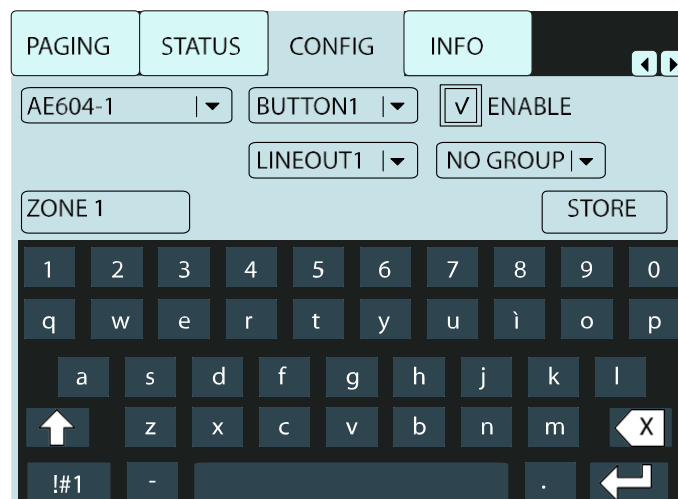 PAGING STATUS CONFIG INFO
AE604-1 BUTTON1 √ ENABLE
LINEOUT1 NO GROUP
ZONE 1 STORE
1 2 3 4 5 6 7 8 9 0
q w e r t y u ì o p
a s d f g h j k l
z x c v b n m X
!#1 - .